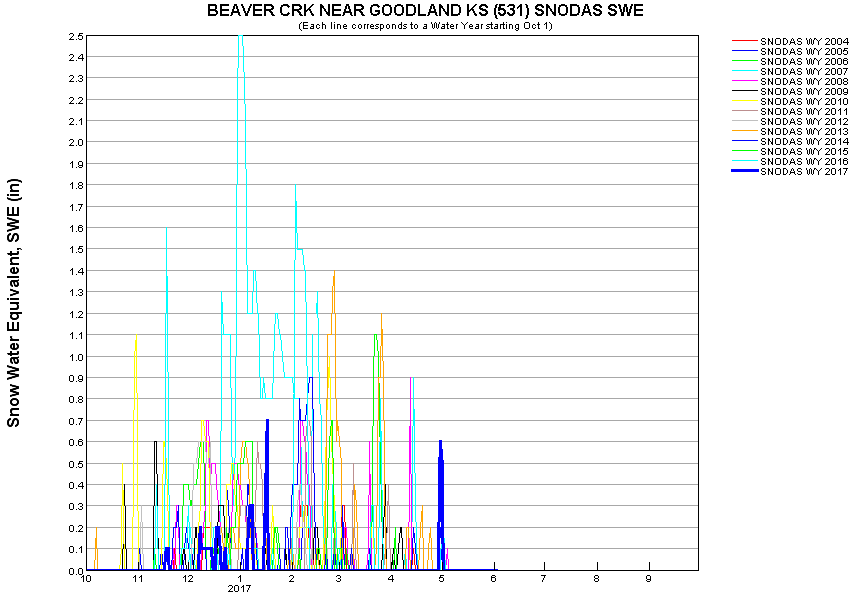 BEAVER CRK NEAR GOODLAND KS (531) SNODAS SWE
(Each line corresponds to a Water Year starting Oct 1)
Snow Water Equivalent, SWE (in)
2.5
2.4
2.3
2.2
2.1
2.0
1.9
1.8
1.7
1.6
1.5
1.4
1.3
1.2
1.1
1.0
0.9
0.8
0.7
0.6
0.5
0.4
0.3
0.2
0.1
0.0
10 11 12 1 2 3 4 5 6 7 8 9
2017
SNODAS WY 2004
SNODAS WY 2005
SNODAS WY 2006
SNODAS WY 2007
SNODAS WY 2008
SNODAS WY 2009
SNODAS WY 2010
SNODAS WY 2011
SNODAS WY 2012
SNODAS WY 2013
SNODAS WY 2014
SNODAS WY 2015
SNODAS WY 2016
SNODAS WY 2017